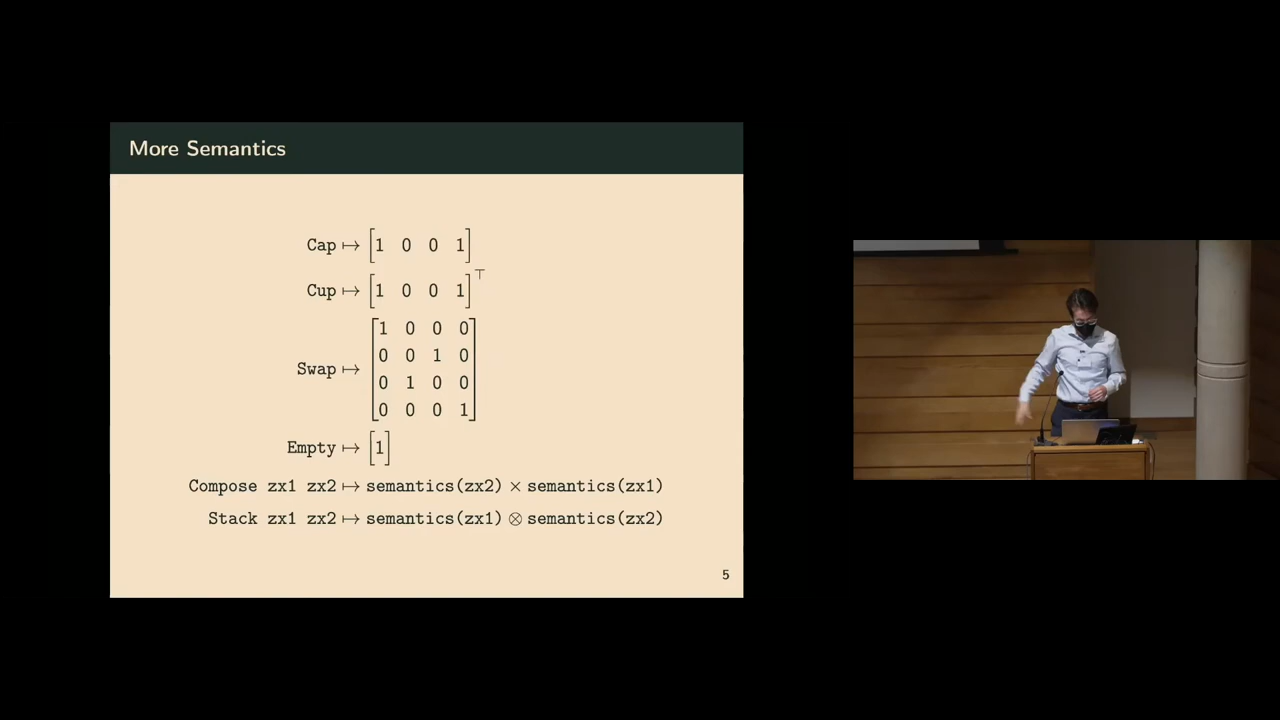 More Semantics
Cap ↦ [1 0 0 1]
Cup ↦ [1 0 0 1]⊤
Swap ↦ [1 0 0 0
0 0 1 0
0 1 0 0
0 0 0 1]
Empty ↦ [1]
Compose zx1 zx2 ↦ semantics(zx2) × semantics(zx1)
Stack zx1 zx2 ↦ semantics(zx1) ⊗ semantics(zx2)
5